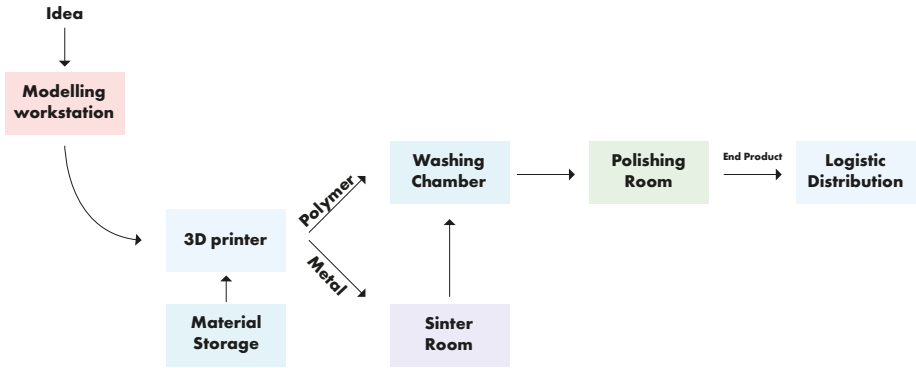 Idea
Modelling
workstation
3D printer
Material
Storage
Polymer
Metal
Washing
Chamber
Sinter
Room
Polishing
Room
End Product
Logistic
Distribution